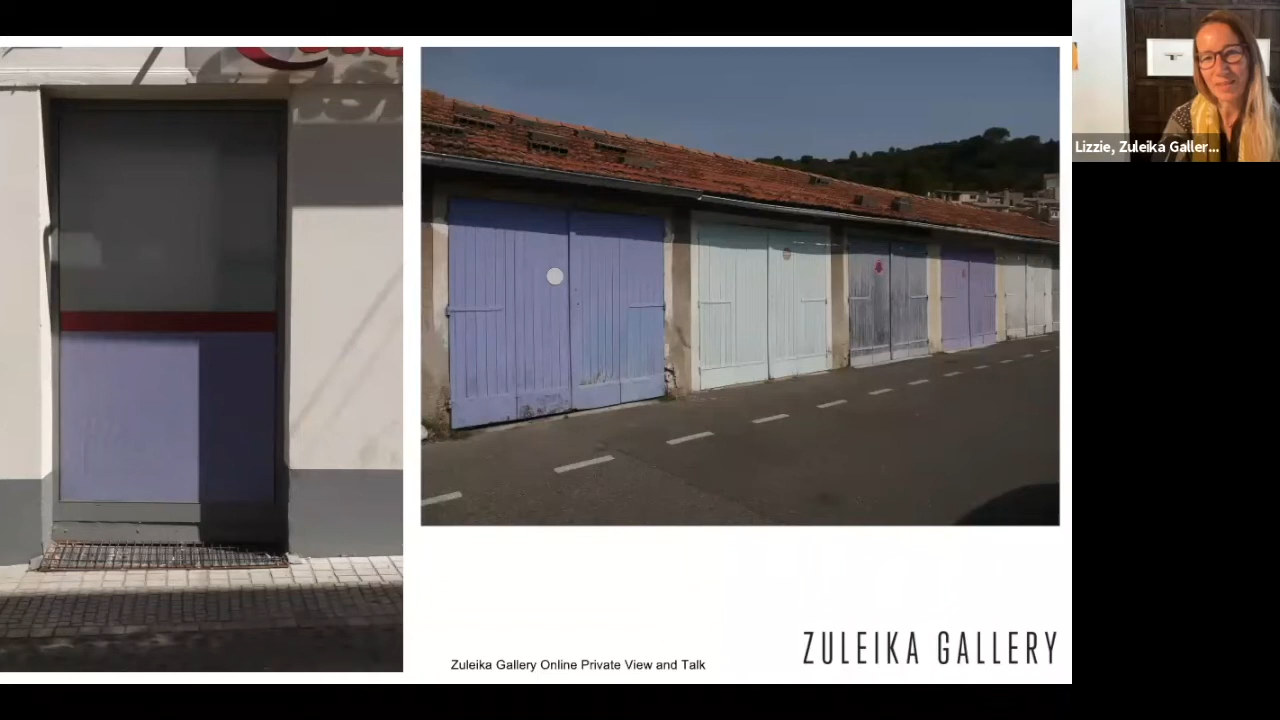 Lizzie, Zuleika Galler...
ZULEIKA GALLERY
Zuleika Gallery Online Private View and Talk